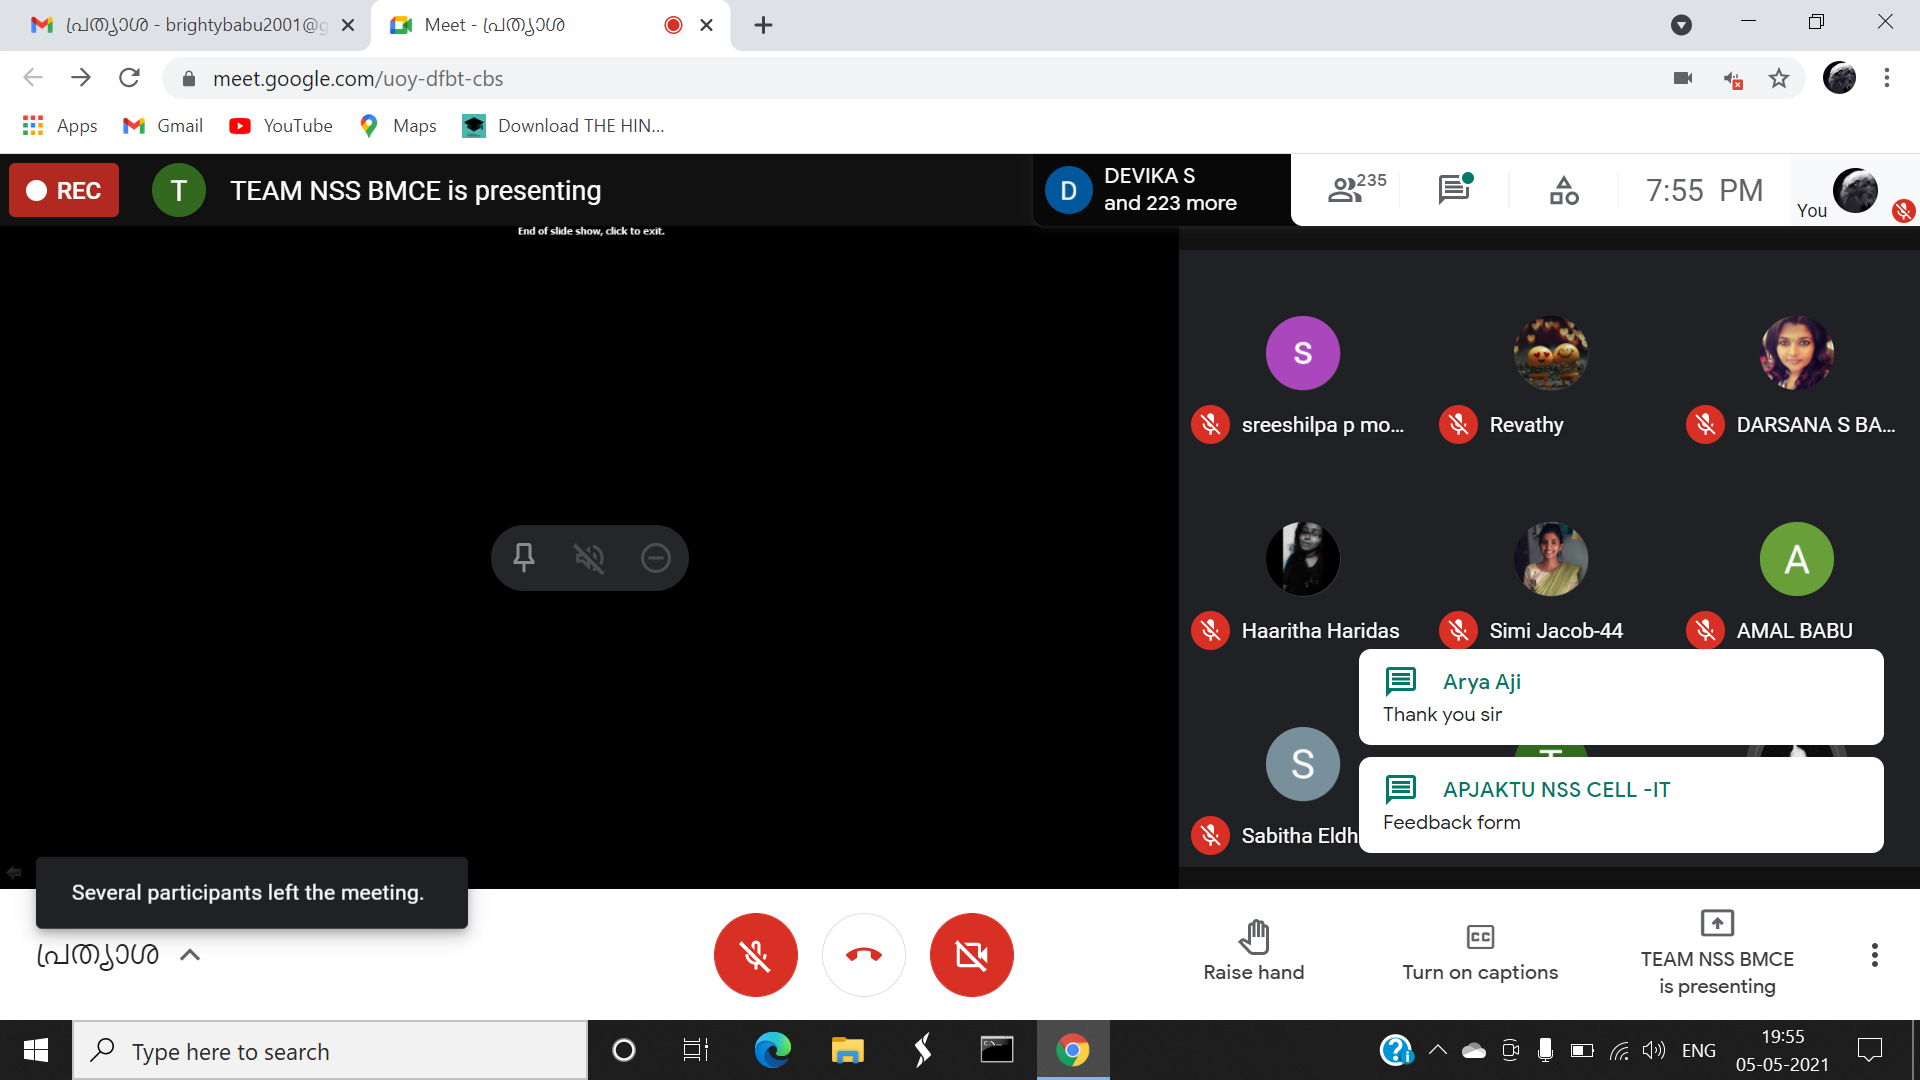 പ്രത്യാശ - brightybabu2001@g
Meet - പ്രത്യാശ
meet.google.com/uoy-dfbt-cbs
Apps
Gmail
YouTube
Maps
Download THE HIN...
REC
T
TEAM NSS BMCE is presenting
D
DEVIKA S
and 223 more
235
7:55 PM
You
End of slide show, click to exit.
S
sreeshilpa p mo...
Revathy
DARSANA S BA...
Haaritha Haridas
Simi Jacob-44
A
AMAL BABU
Arya Aji
Thank you sir
S
Sabitha Eldh
APJAKTU NSS CELL -IT
Feedback form
Several participants left the meeting.
പ്രത്യാശ
Raise hand
CC
Turn on captions
TEAM NSS BMCE
is presenting
Type here to search
ENG
19:55
05-05-2021